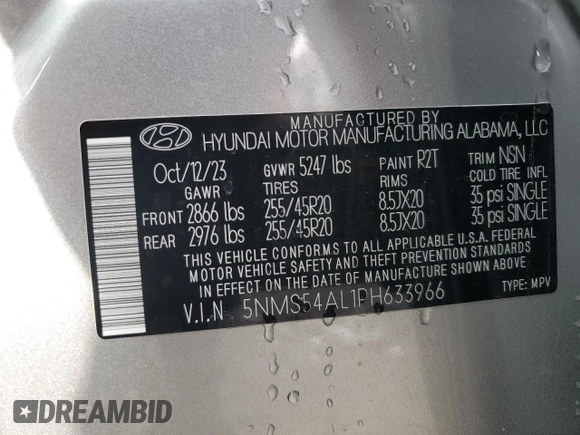 MANUFACTURED BY
HYUNDAI MOTOR MANUFACTURING ALABAMA, LLC
Oct/12/23 GVWR 5247 lbs PAINT R2T TRIM NSN
GAWR TIRES RIMS COLD TIRE INFL
FRONT 2866 lbs 255/45R20 8.5JX20 35 psi SINGLE
REAR 2976 lbs 255/45R20 8.5JX20 35 psi SINGLE
THIS VEHICLE CONFORMS TO ALL APPLICABLE U.S.A. FEDERAL
MOTOR VEHICLE SAFETY AND THEFT PREVENTION STANDARDS
IN EFFECT ON THE DATE OF MANUFACTURE SHOWN ABOVE.
V.I.N 5NMS54AL1PH633966 TYPE: MPV
DREAMBID